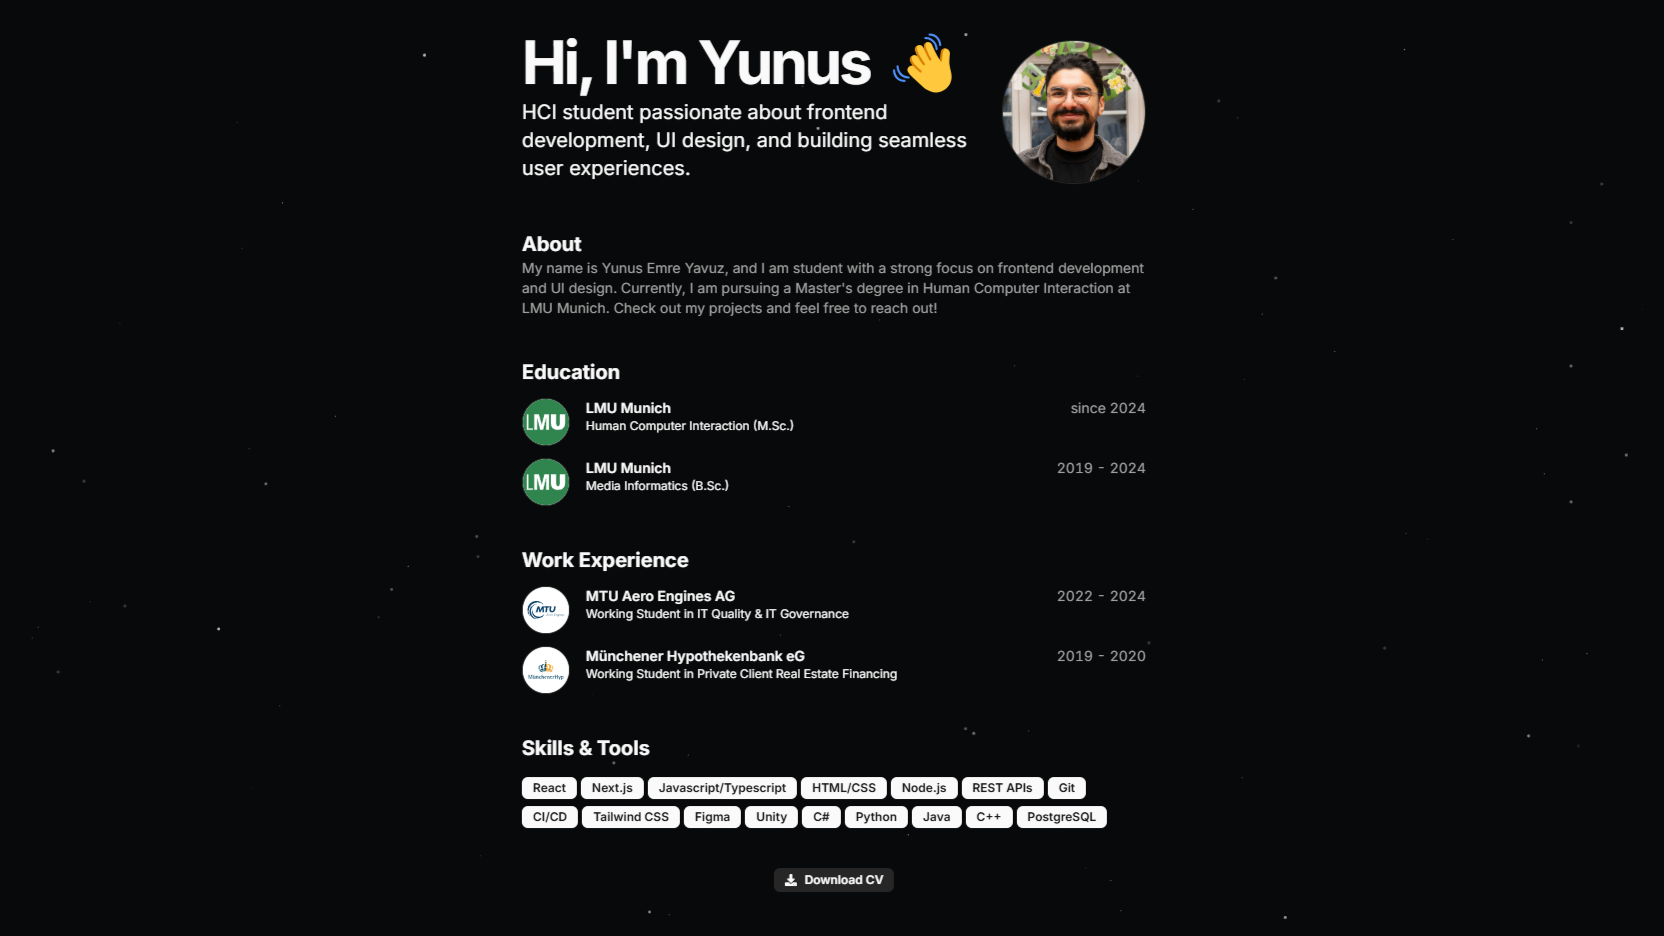 Hi, I'm Yunus 👋
HCI student passionate about frontend
development, UI design, and building seamless
user experiences.
About
My name is Yunus Emre Yavuz, and I am student with a strong focus on frontend development
and UI design. Currently, I am pursuing a Master's degree in Human Computer Interaction at
LMU Munich. Check out my projects and feel free to reach out!
Education
LMU
LMU Munich
since 2024
Human Computer Interaction (M.Sc.)
LMU
LMU Munich
2019 - 2024
Media Informatics (B.Sc.)
Work Experience
MTU
MTU Aero Engines AG
2022 - 2024
Working Student in IT Quality & IT Governance
MünchenerHyp
Münchener Hypothekenbank eG
2019 - 2020
Working Student in Private Client Real Estate Financing
Skills & Tools
React Next.js Javascript/Typescript HTML/CSS Node.js REST APIs Git
CI/CD Tailwind CSS Figma Unity C# Python Java C++ PostgreSQL
Download CV